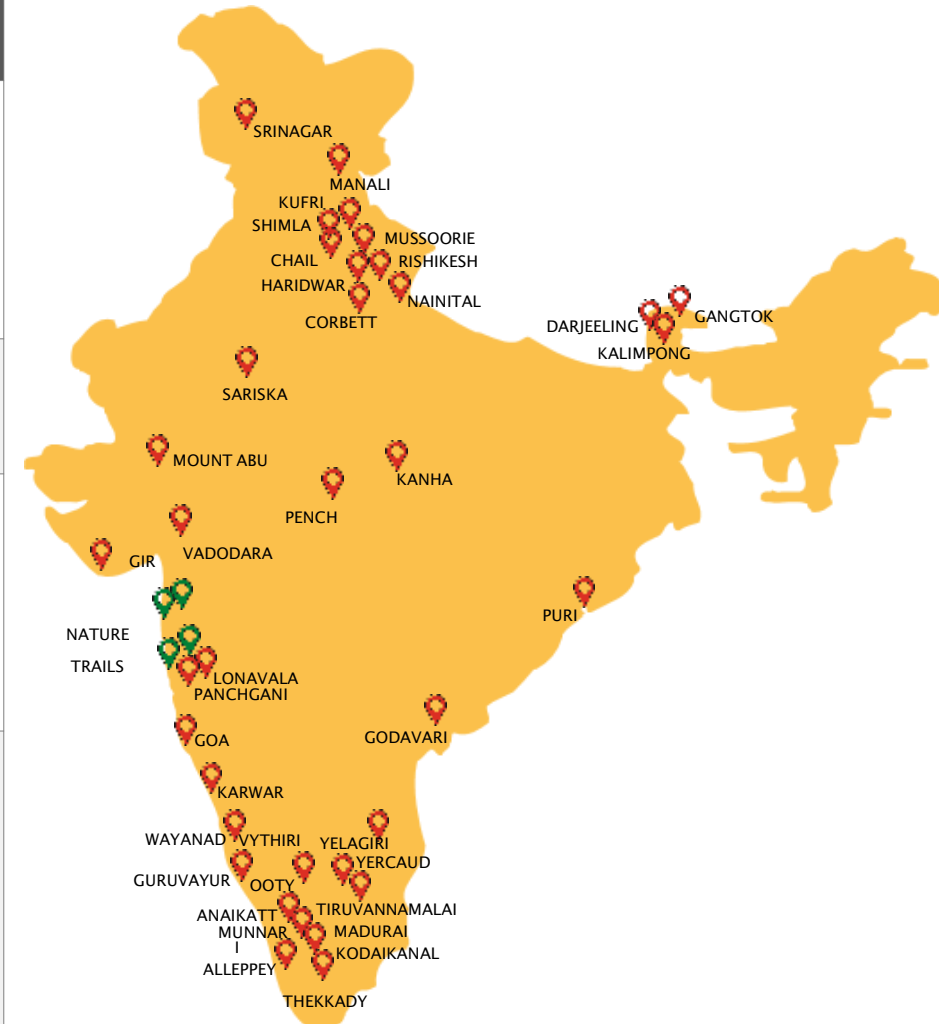 SRINAGAR
MANALI
KUFRI
SHIMLA
MUSSOORIE
CHAIL
RISHIKESH
HARIDWAR
NAINITAL
CORBETT
GANGTOK
DARJEELING
KALIMPONG
SARISKA
MOUNT ABU
KANHA
PENCH
VADODARA
GIR
PURI
NATURE
TRAILS
LONAVALA
PANCHGANI
GOA
GODAVARI
KARWAR
WAYANAD
VYTHIRI
YELAGIRI
YERCAUD
GURUVAYUR
OOTY
TIRUVANNAMALAI
ANAIKATT
I
MUNNAR
MADURAI
KODAIKANAL
ALLEPPEY
THEKKADY